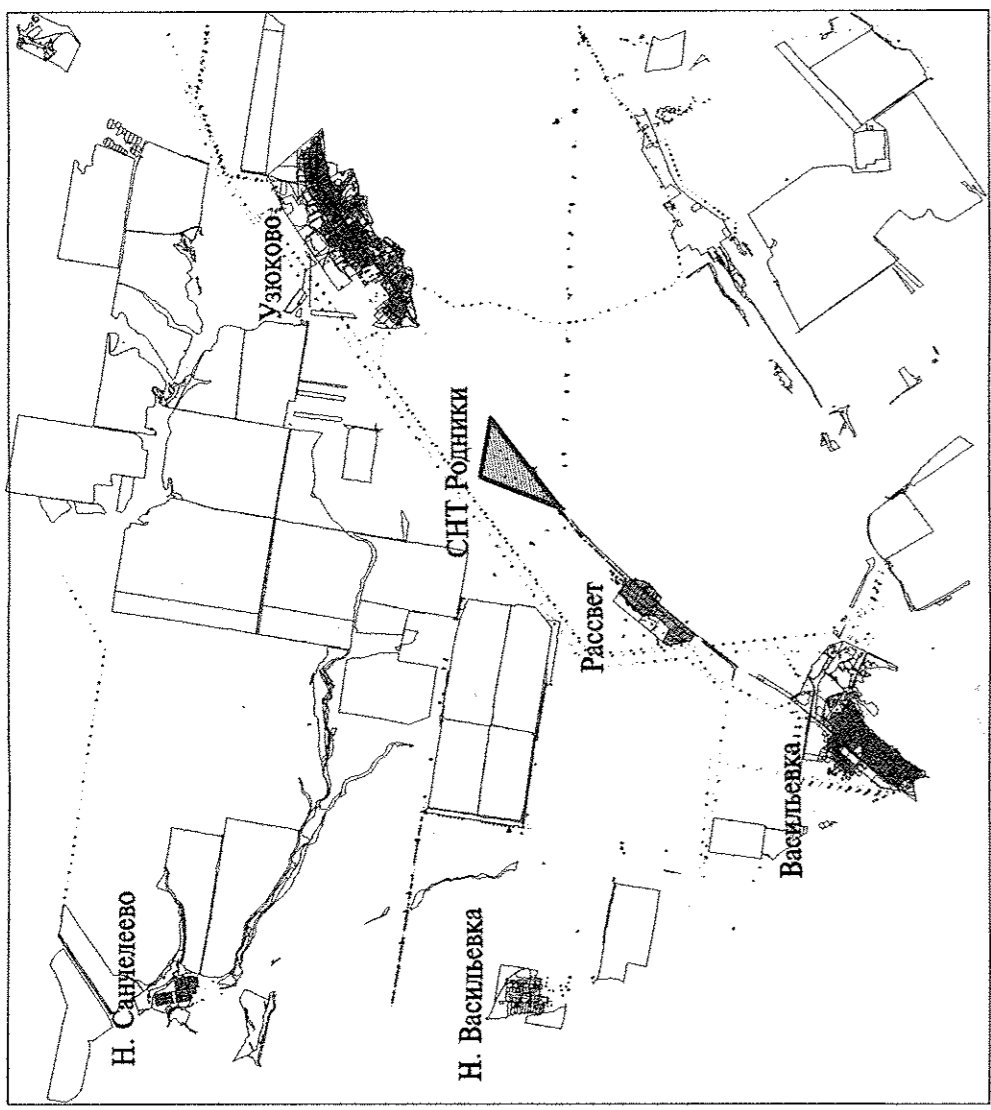 Н. Санчелеево
Узюково
СНТ Родники
Н. Васильевка
Рассвет
Васильевка